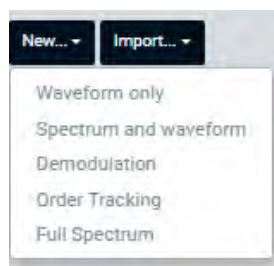 New... Import...
Waveform only
Spectrum and waveform
Demodulation
Order Tracking
Full Spectrum